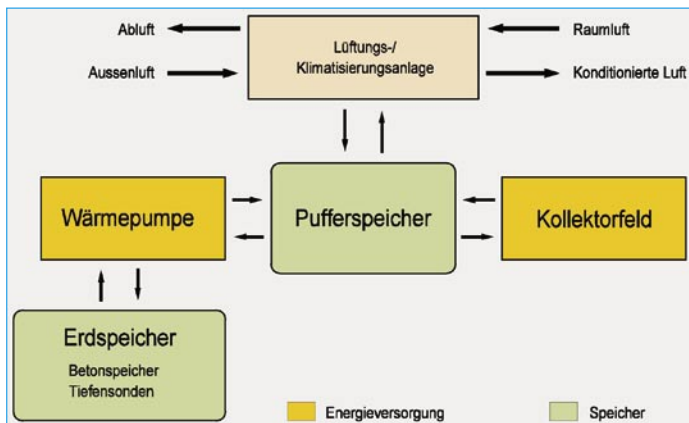 Abluft
Lüftungs-/
Klimatisierungsanlage
Raumluft
Aussenluft
Konditionierte Luft
Wärmepumpe
Pufferspeicher
Kollektorfeld
Erdspeicher
Betonspeicher
Tiefensonden
Energieversorgung
Speicher